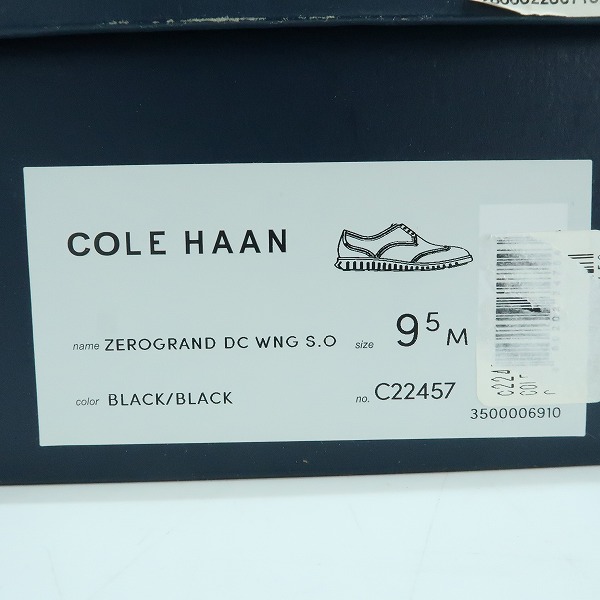 COLE HAAN
name ZEROGRAND DC WNG S.O size 9 5 M
color BLACK/BLACK no. C22457
3500006910